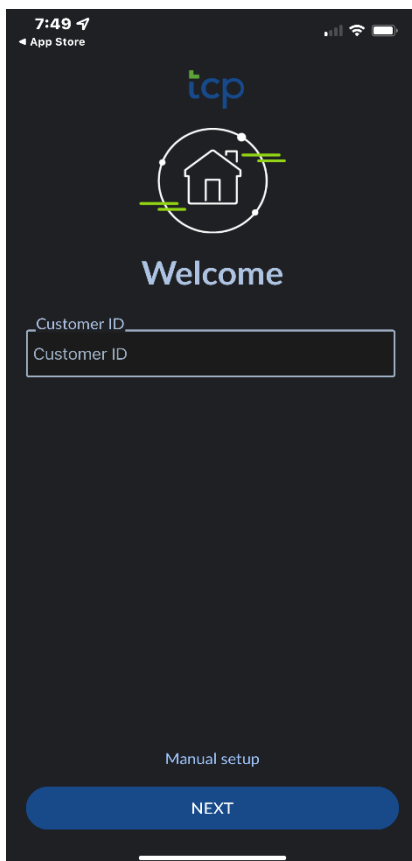 7:49
◀ App Store
tcp
Welcome
Customer ID
Customer ID
Manual setup
NEXT